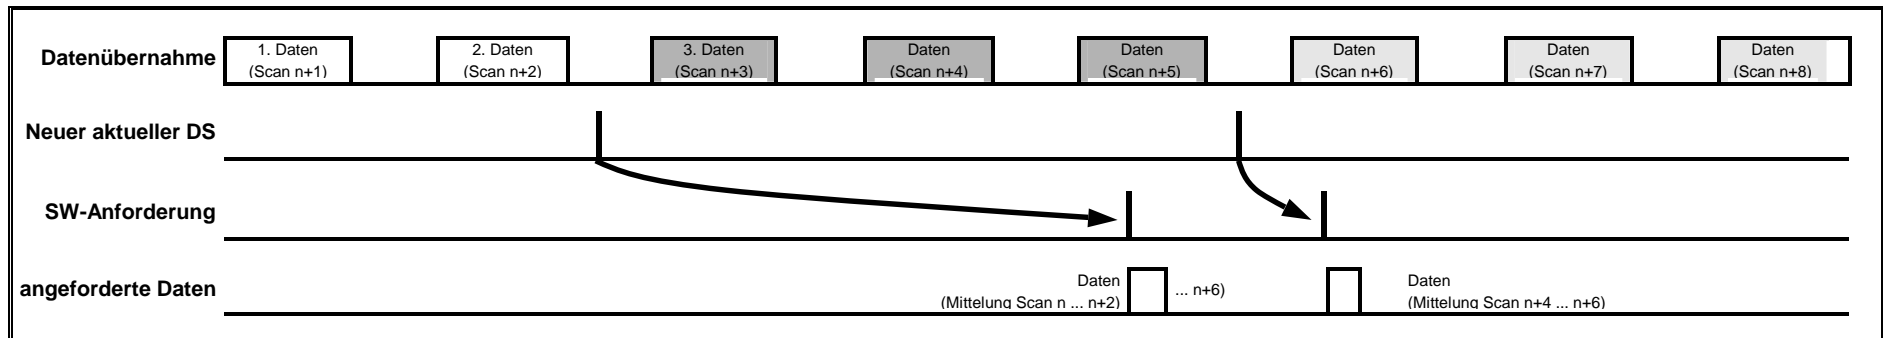 Datenübernahme
1. Daten
(Scan n+1)
2. Daten
(Scan n+2)
3. Daten
(Scan n+3)
Daten
(Scan n+4)
Daten
(Scan n+5)
Daten
(Scan n+6)
Daten
(Scan n+7)
Daten
(Scan n+8)
Neuer aktueller DS
SW-Anforderung
angeforderte Daten
Daten
(Mittelung Scan n ... n+2)
... n+6)
Daten
(Mittelung Scan n+4 ... n+6)